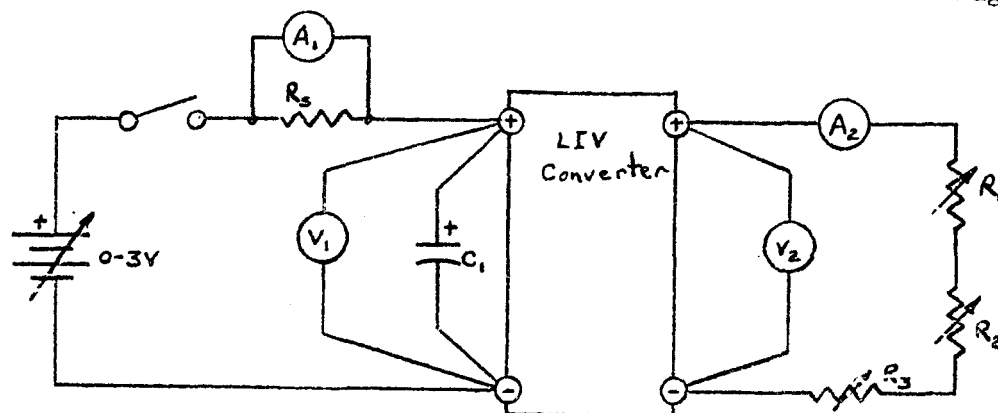 A₁
Rs
+
LIV
Converter
+
A₂
R₁
+
0-3V
V₁
+
C₁
V₂
R₂
-
-
R₃